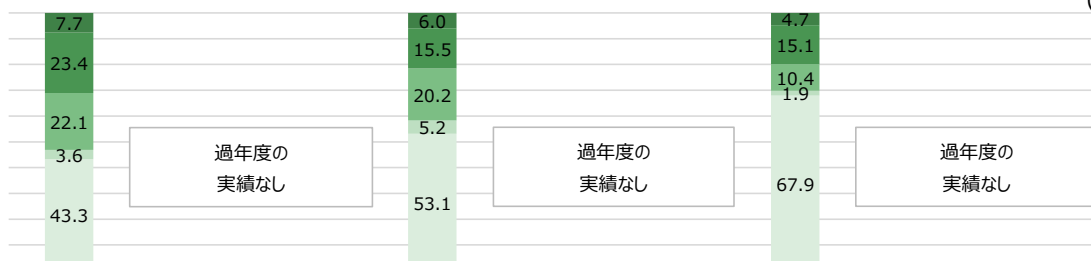 7.7
23.4
22.1
3.6
43.3
過年度の
実績なし
6.0
15.5
20.2
5.2
53.1
過年度の
実績なし
4.7
15.1
10.4
1.9
67.9
過年度の
実績なし